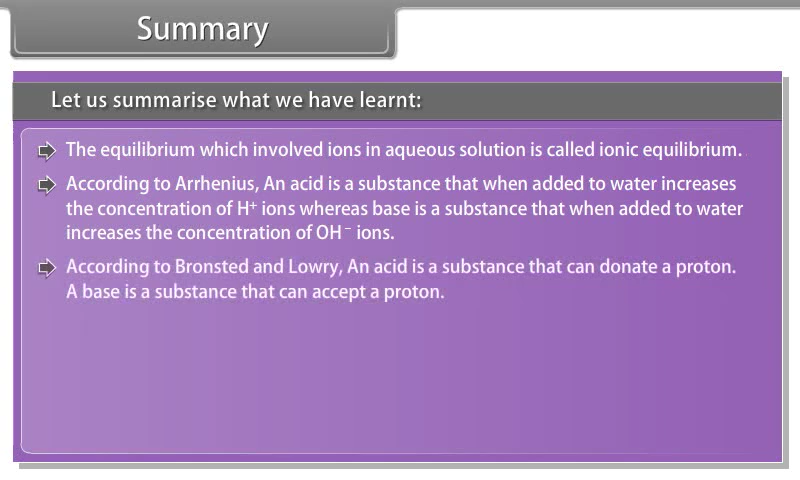 Summary
Let us summarise what we have learnt:
The equilibrium which involved ions in aqueous solution is called ionic equilibrium.
According to Arrhenius, An acid is a substance that when added to water increases
the concentration of H⁺ ions whereas base is a substance that when added to water
increases the concentration of OH⁻ ions.
According to Bronsted and Lowry, An acid is a substance that can donate a proton.
A base is a substance that can accept a proton.